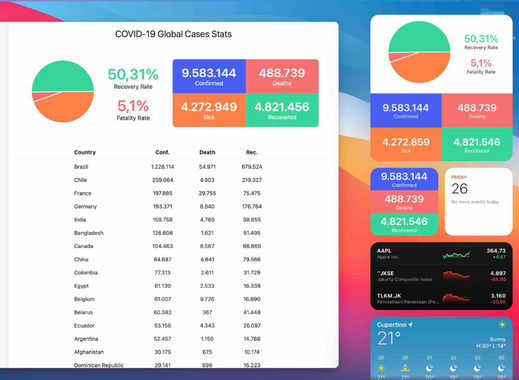 COVID-19 Global Cases Stats
50,31%
Recovery Rate
5,1%
Fatality Rate
9.583.144
Confirmed
488.739
Deaths
4.272.949
Sick
4.821.456
Recovered
Country Conf. Death Rec.
Brazil 1.228.114 54.971 679.524
Chile 259.064 4.903 219.327
France 197.885 29.755 75.475
Germany 193.371 8.940 176.764
India 159.758 4.769 98.655
Bangladesh 126.606 1.621 51.495
Canada 104.463 8.567 66.869
China 84.687 4.641 79.566
Colombia 77.313 2.611 31.729
Egypt 61.130 2.533 16.338
Belgium 61.007 9.726 16.890
Belarus 60.382 367 41.448
Ecuador 53.156 4.343 26.097
Argentina 52.457 1.150 14.788
Afghanistan 30.175 675 10.174
Dominican Republic 29.141 698 16.223
50,31%
Recovery Rate
5,1%
Fatality Rate
9.583.144
Confirmed
488.739
Deaths
4.272.859
Sick
4.821.546
Recovered
9.583.144
Confirmed
488.739
Deaths
4.821.546
Recovered
FRIDAY
26
No more events today
AAPL 364,73
Apple Inc. +4,67
^JKSE 4.897
Jakarta Composite Index -68,00
TLKM.JK 3.160
Perusahaan Perseroan (Pe... -20,00
Cupertino
21°
Sunny
H:30° L:14°
20 21 22 23
21° 21°